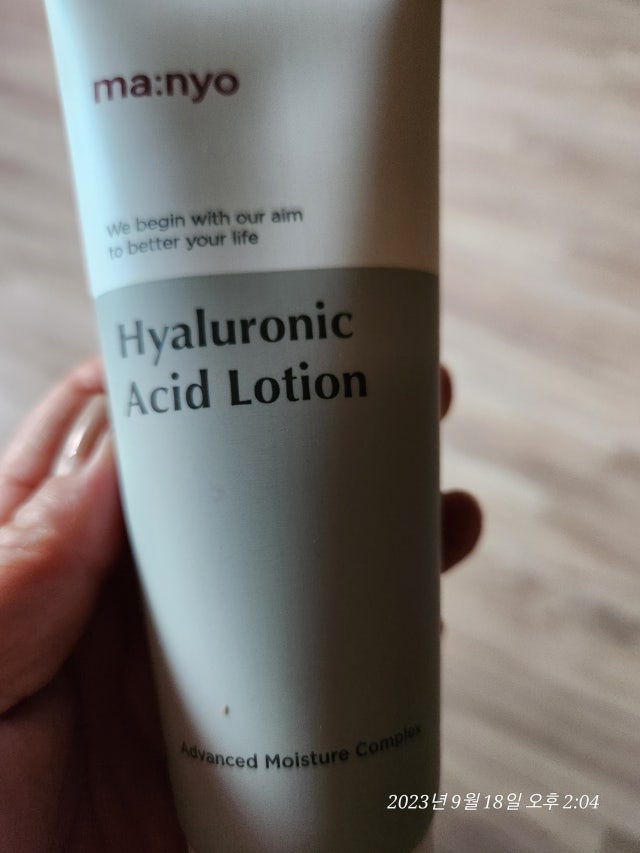 ma:nyo
We begin with our aim
to better your life
Hyaluronic
Acid Lotion
Advanced Moisture Complex
2023년 9월 18일 오후 2:04